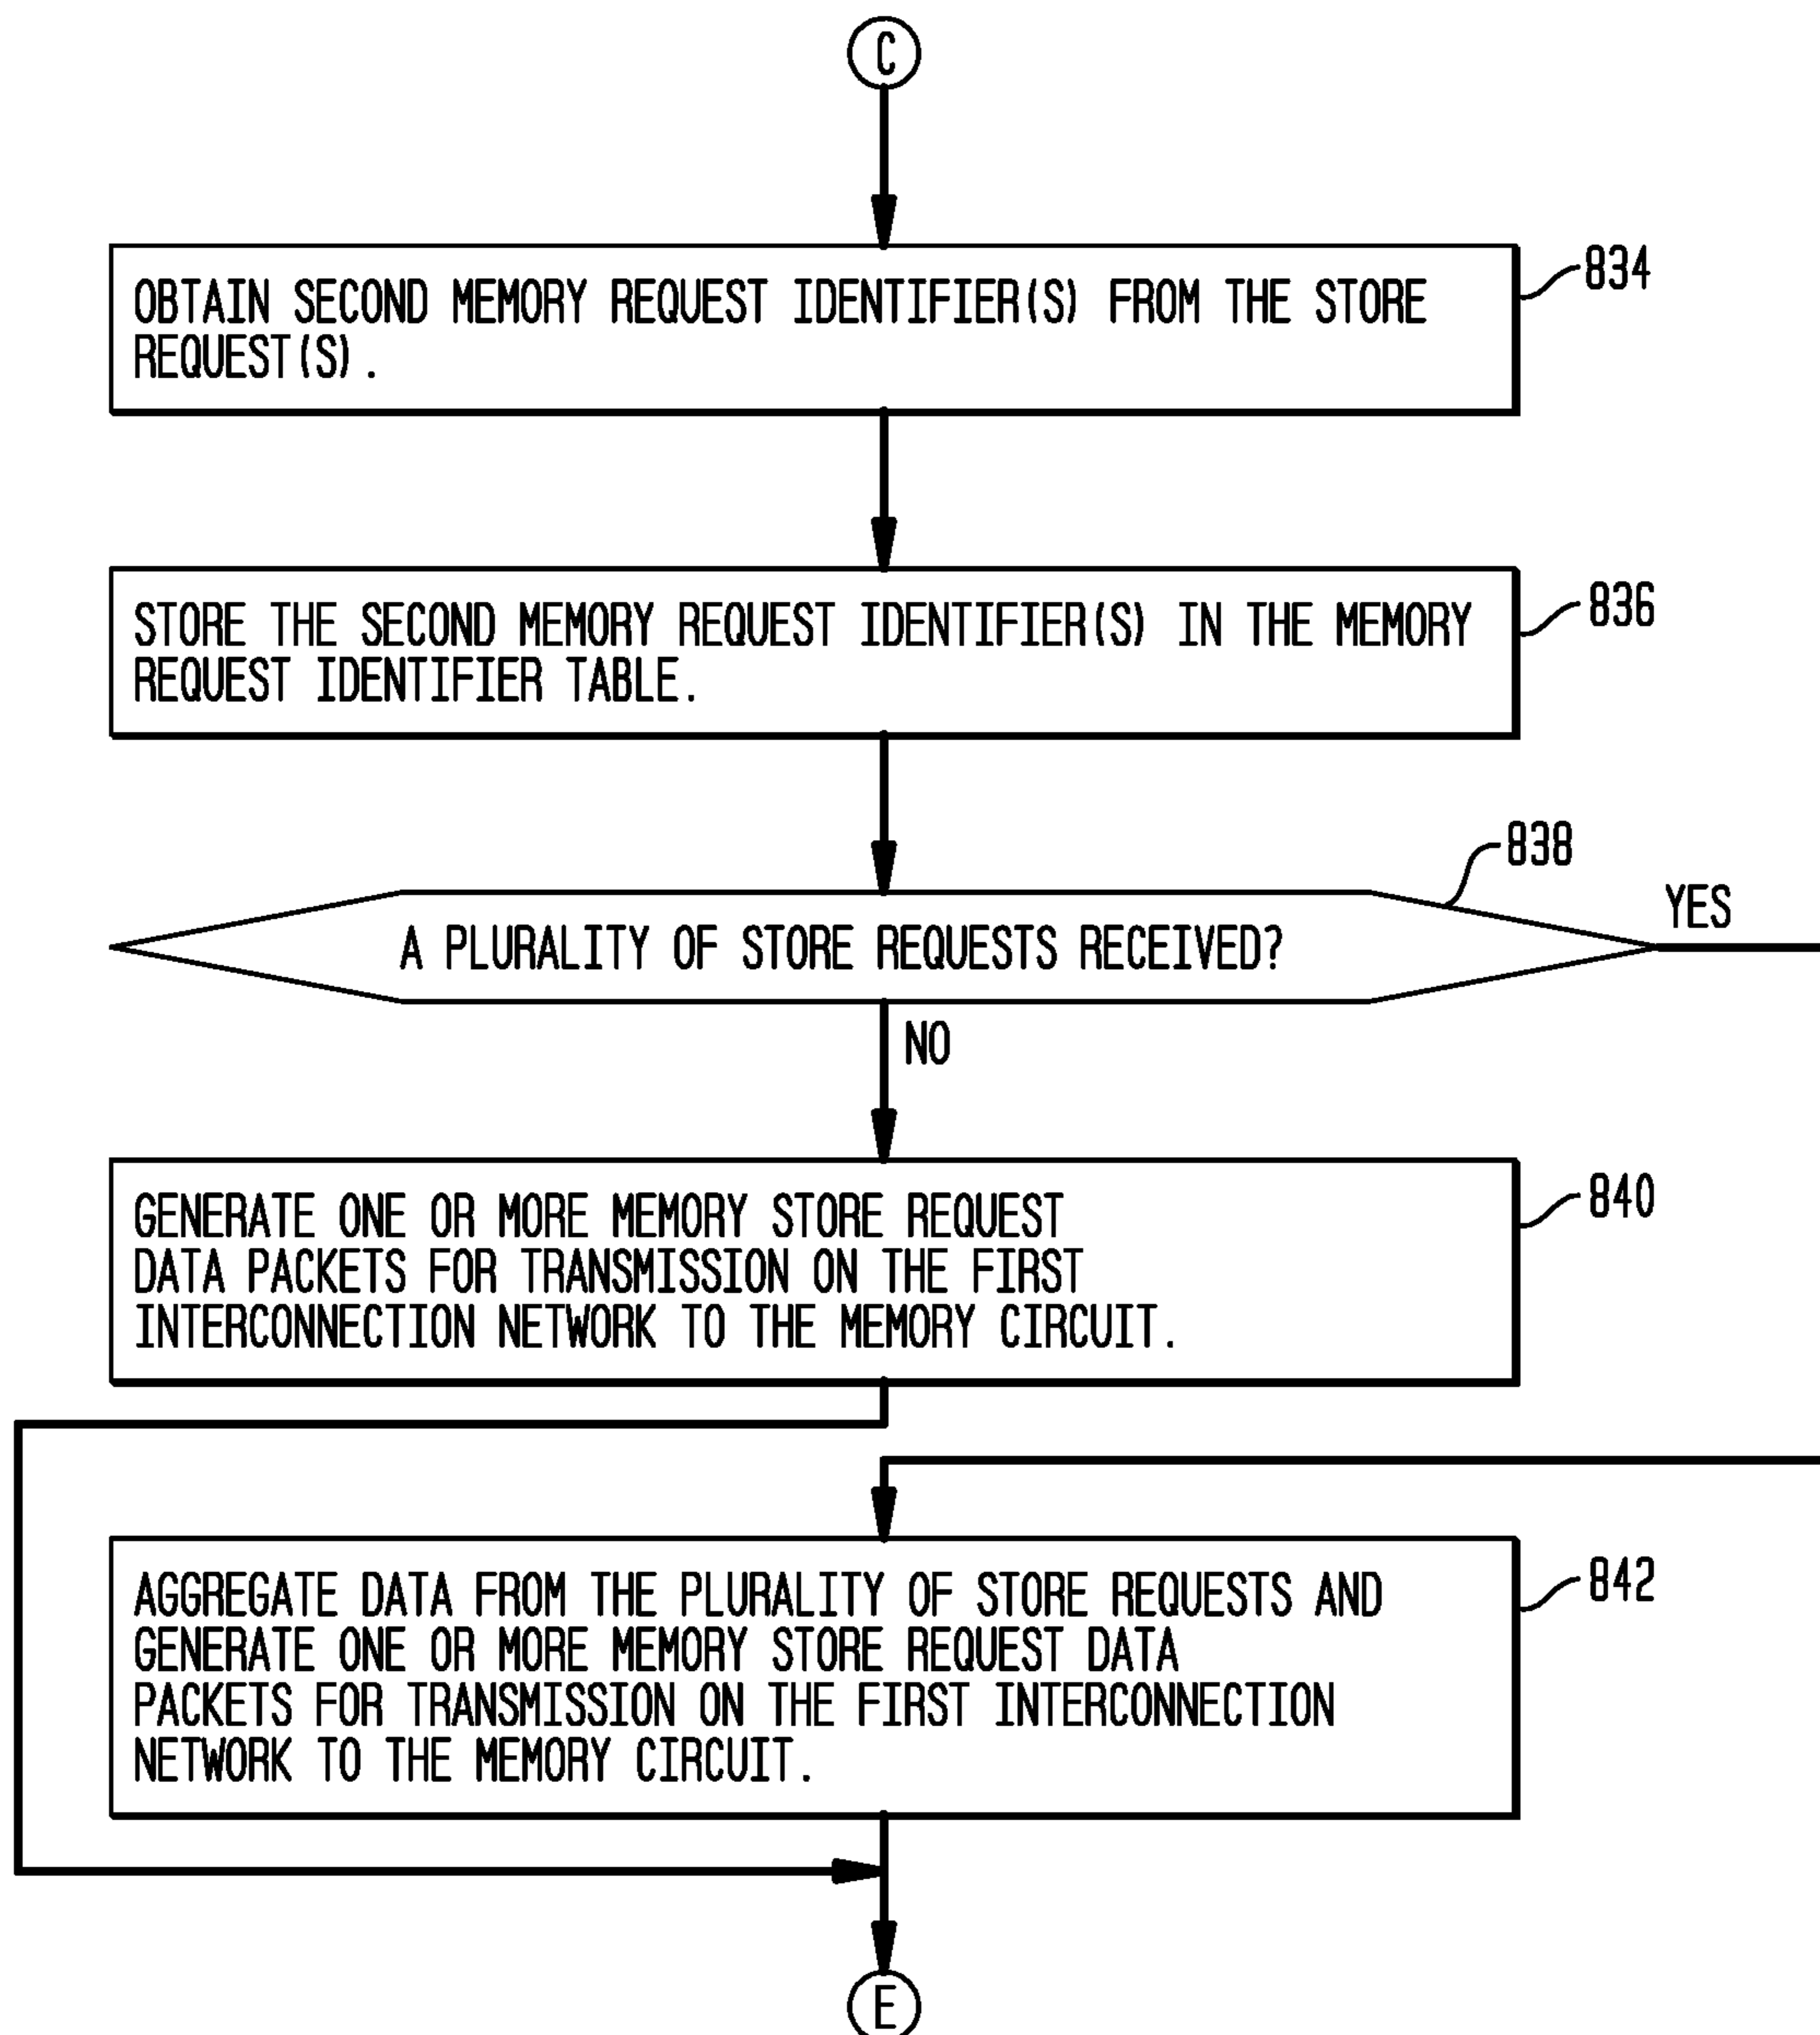 C
OBTAIN SECOND MEMORY REQUEST IDENTIFIER(S) FROM THE STORE
REQUEST(S).
834
STORE THE SECOND MEMORY REQUEST IDENTIFIER(S) IN THE MEMORY
REQUEST IDENTIFIER TABLE.
836
838
A PLURALITY OF STORE REQUESTS RECEIVED?
YES
NO
GENERATE ONE OR MORE MEMORY STORE REQUEST
DATA PACKETS FOR TRANSMISSION ON THE FIRST
INTERCONNECTION NETWORK TO THE MEMORY CIRCUIT.
840
AGGREGATE DATA FROM THE PLURALITY OF STORE REQUESTS AND
GENERATE ONE OR MORE MEMORY STORE REQUEST DATA
PACKETS FOR TRANSMISSION ON THE FIRST INTERCONNECTION
NETWORK TO THE MEMORY CIRCUIT.
842
E